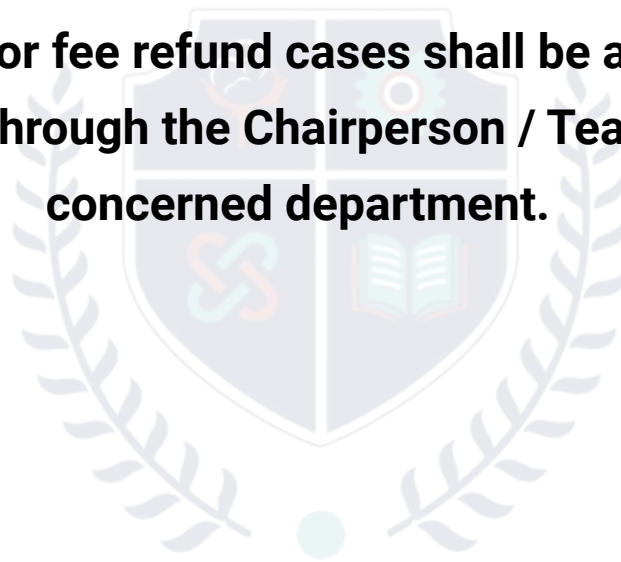 or fee refund cases shall be a
hrough the Chairperson / Tea
concerned department.